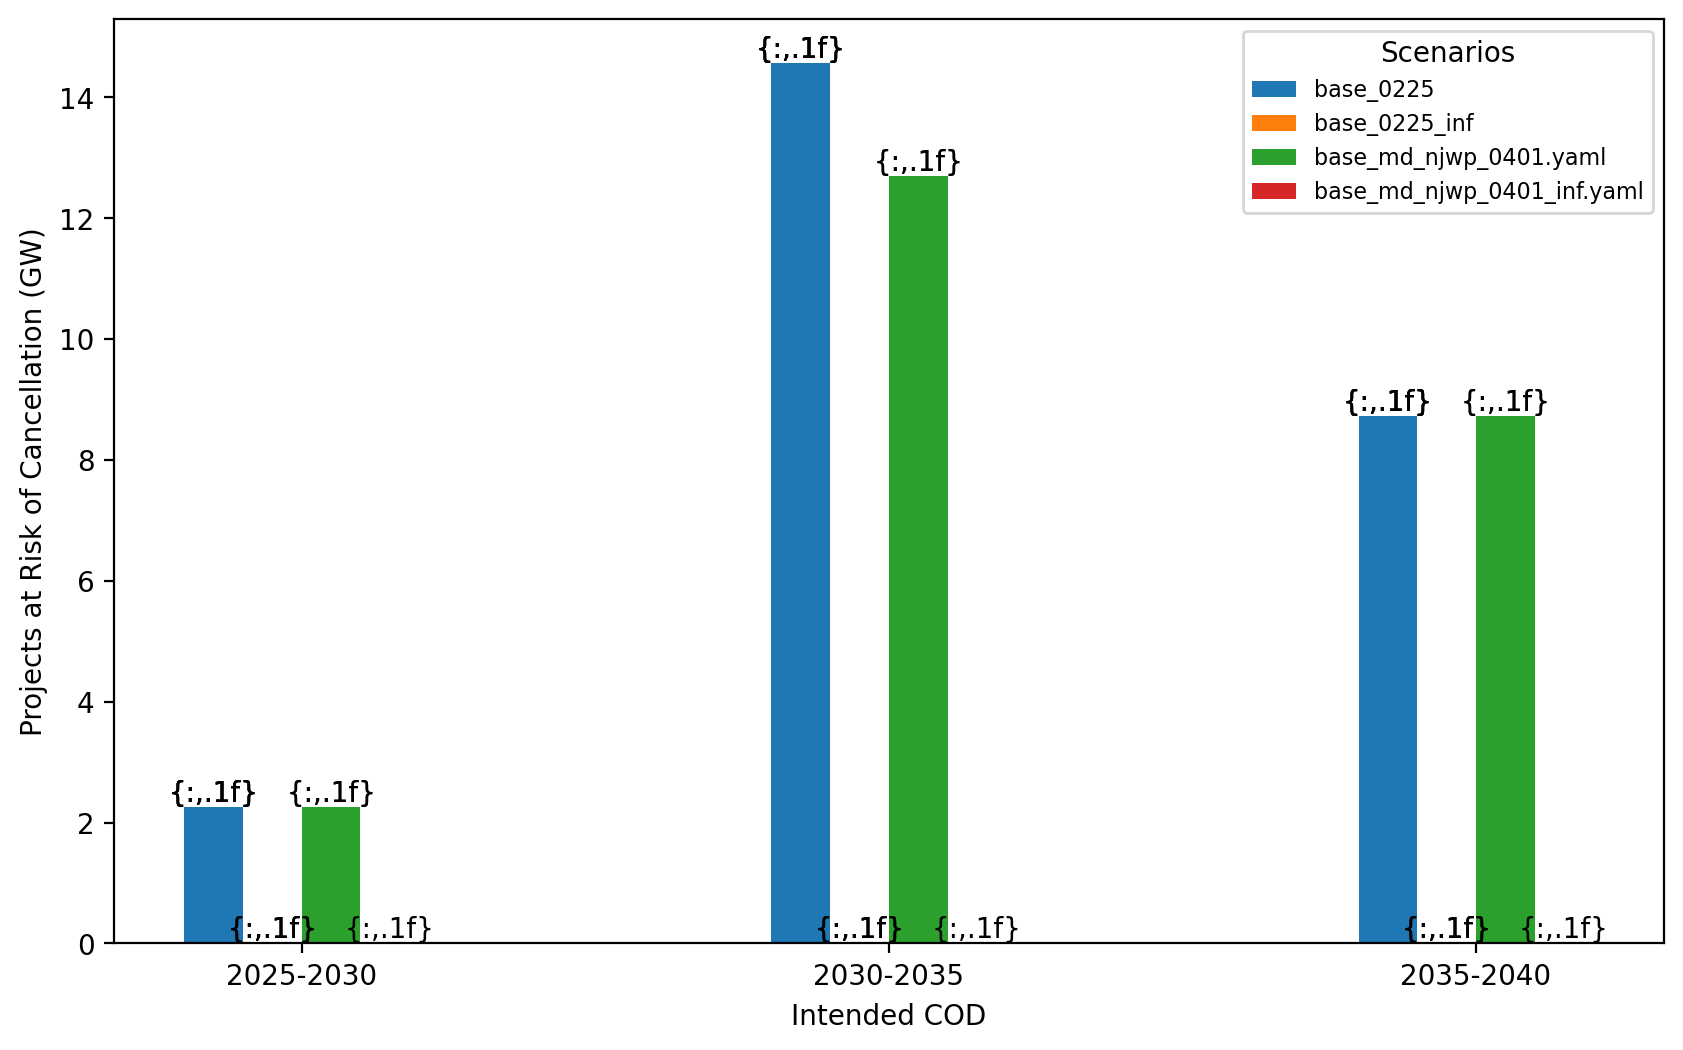 {:,.1f}
Scenarios
base_0225
base_0225_inf
base_md_njwp_0401.yaml
base_md_njwp_0401_inf.yaml
{:,.1f}
{:,.1f} {:,.1f}
{:,.1f} {:,.1f}
{:,.1f} {:,.1f} {:,.1f} {:,.1f} {:,.1f} {:,.1f}
14
12
10
8
6
4
2
0
Projects at Risk of Cancellation (GW)
2025-2030 2030-2035 2035-2040
Intended COD